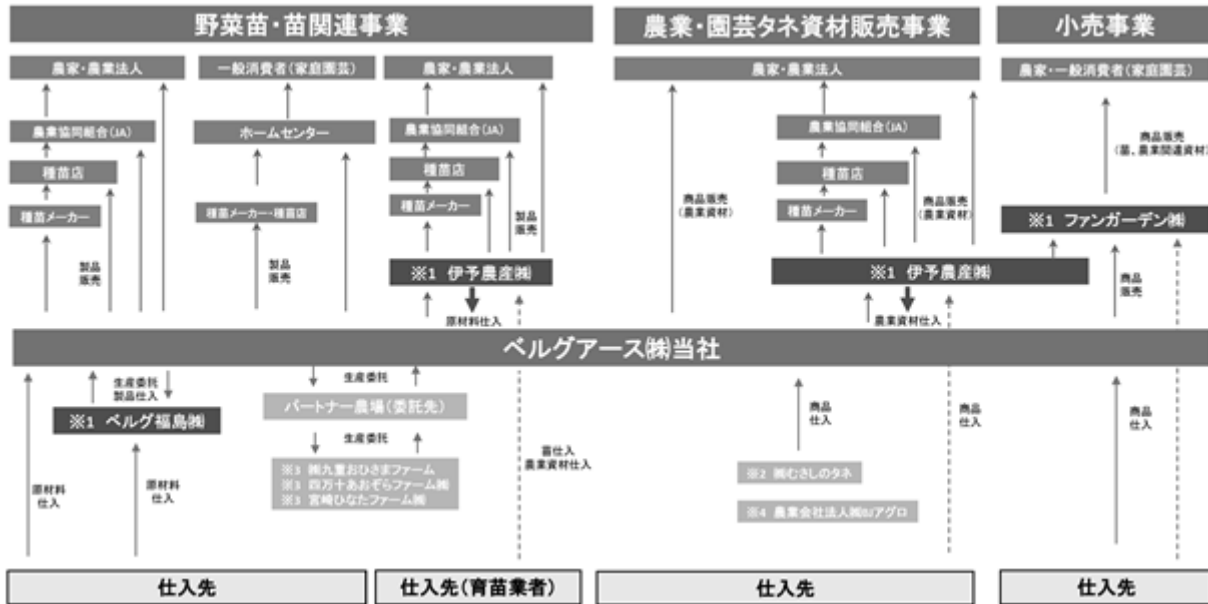 野菜苗・苗関連事業
農業・園芸タネ資材販売事業
小売事業
農家・農業法人
一般消費者(家庭園芸)
農家・農業法人
農家・農業法人
農家・一般消費者(家庭園芸)
農業協同組合(JA)
ホームセンター
農業協同組合(JA)
農業協同組合(JA)
商品販売
(苗、農業関連資材)
種苗店
種苗店
種苗店
種苗メーカー
種苗メーカー・種苗店
種苗メーカー
種苗メーカー
製品
販売
商品販売
(農業資材)
商品販売
(農業資材)
※1 ファンガーデン㈱
製品
販売
製品
販売
※1 伊予農産㈱
※1 伊予農産㈱
商品
販売
原材料仕入
農業資材仕入
ベルグアース㈱当社
生産委託
製品仕入
生産委託
※1 ベルグ福島㈱
パートナー農場(委託先)
生産委託
商品
仕入
商品
仕入
商品
仕入
苗仕入
農業資材仕入
※3 ㈱九重おひさまファーム
※3 四万十あおぞらファーム㈱
※3 宮崎ひなたファーム㈱
※2 ㈱むさしのタネ
※4 農業会社法人㈱BJアグロ
原材料
仕入
原材料
仕入
仕入先
仕入先(育苗業者)
仕入先
仕入先